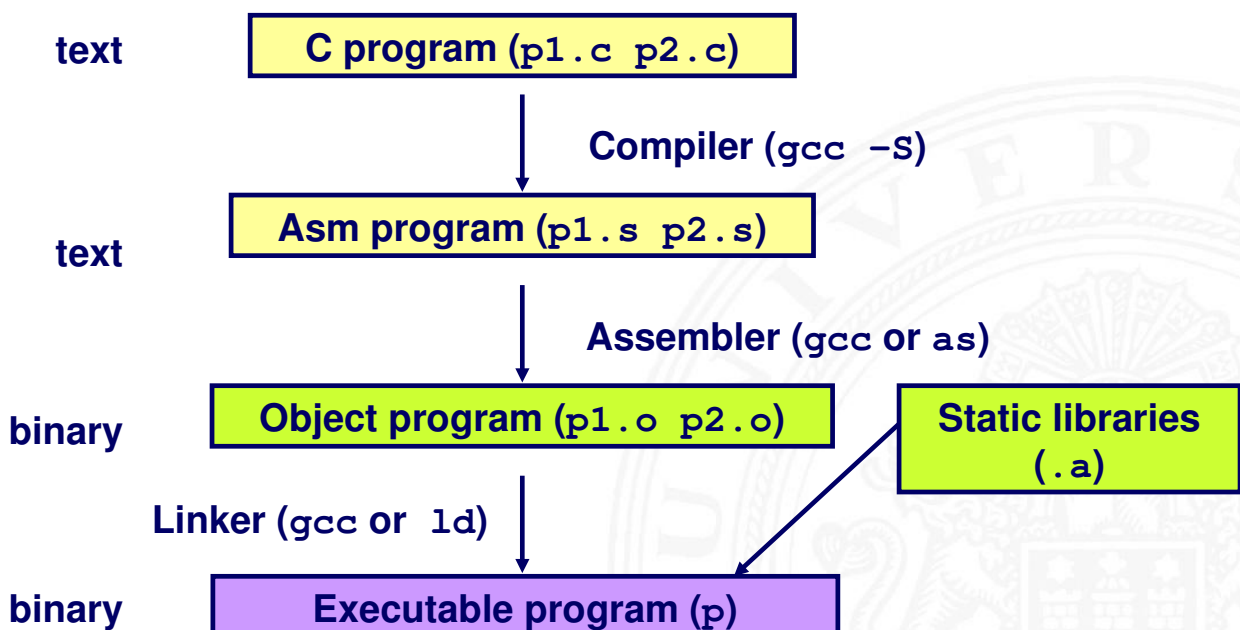 text
C program (p1.c p2.c)
Compiler (gcc –S)
text
Asm program (p1.s p2.s)
Assembler (gcc or as)
binary
Object program (p1.o p2.o)
Static libraries
(.a)
Linker (gcc or ld)
binary
Executable program (p)
U N I V E R S